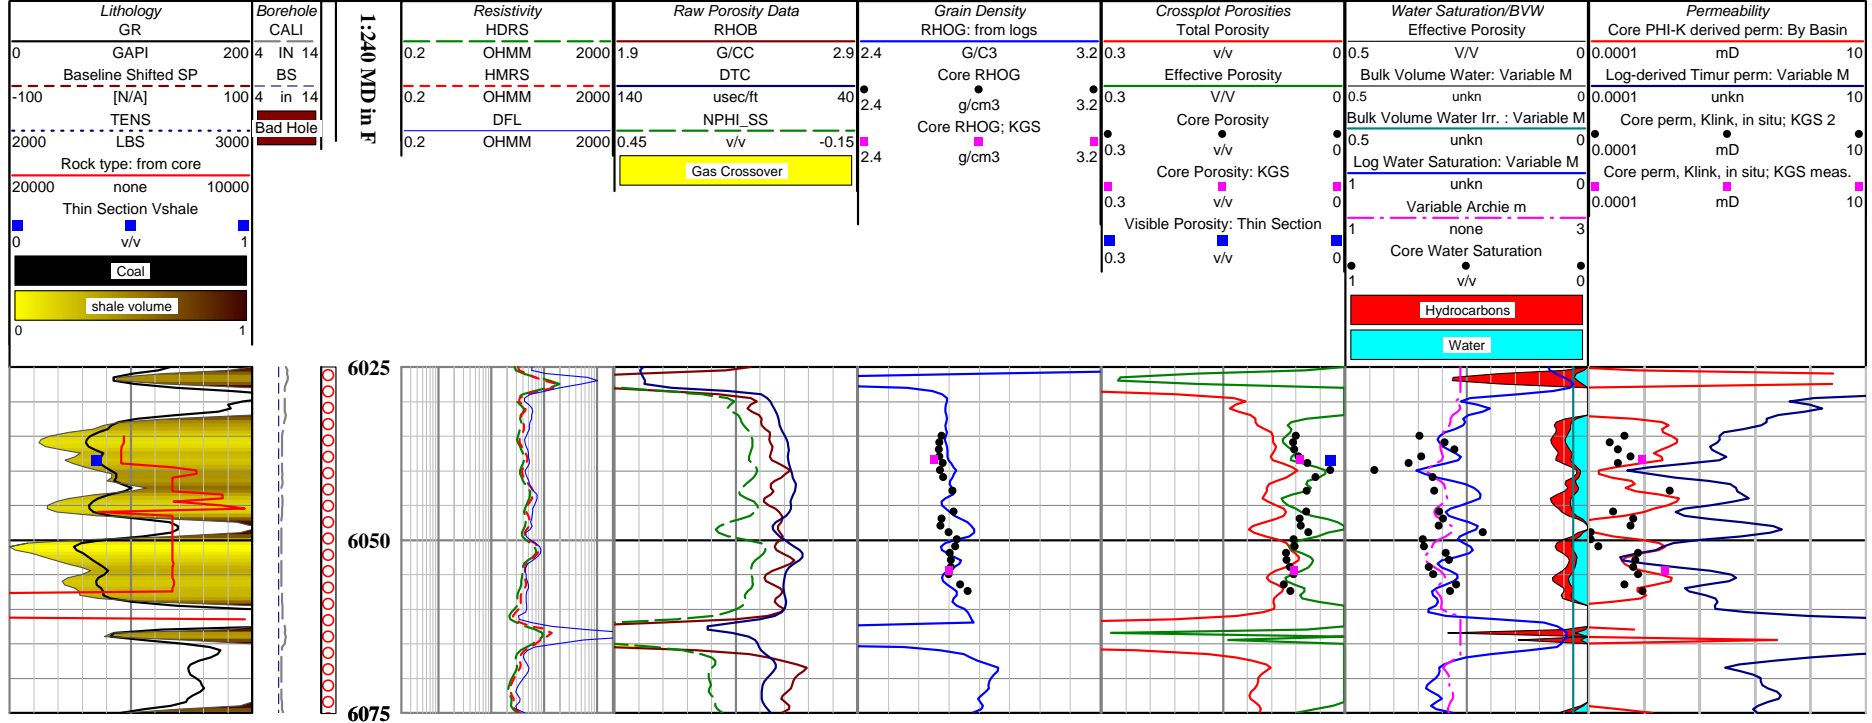 Lithology
GR
0 GAPI 200
Baseline Shifted SP
-100 [N/A] 100
TENS
2000 LBS 3000
Rock type: from core
20000 none 10000
Thin Section Vshale
0 v/v 1
Coal
shale volume
0 1
Borehole
CALI
4 IN 14
BS
4 in 14
Bad Hole
1:240 MD in F
Resistivity
HDRS
0.2 OHMM 2000
HMRS
0.2 OHMM 2000
DFL
0.2 OHMM 2000
Raw Porosity Data
RHOB
1.9 G/CC 2.9
DTC
140 usec/ft 40
NPHI_SS
0.45 v/v -0.15
Gas Crossover
Grain Density
RHOG: from logs
2.4 G/C3 3.2
Core RHOG
2.4 g/cm3 3.2
Core RHOG; KGS
2.4 g/cm3 3.2
Crossplot Porosities
Total Porosity
0.3 v/v 0
Effective Porosity
0.3 V/V 0
Core Porosity
0.3 v/v 0
Core Porosity: KGS
0.3 v/v 0
Visible Porosity: Thin Section
0.3 v/v 0
Water Saturation/BVW
Effective Porosity
0.5 V/V 0
Bulk Volume Water: Variable M
0.5 unkn 0
Bulk Volume Water Irr. : Variable M
0.5 unkn 0
Log Water Saturation: Variable M
1 unkn 0
Variable Archie m
1 none 3
Core Water Saturation
1 v/v 0
Hydrocarbons
Water
Permeability
Core PHI-K derived perm: By Basin
0.0001 mD 10
Log-derived Timur perm: Variable M
0.0001 unkn 10
Core perm, Klink, in situ; KGS 2
0.0001 mD 10
Core perm, Klink, in situ; KGS meas.
0.0001 mD 10
6025
6050
6075